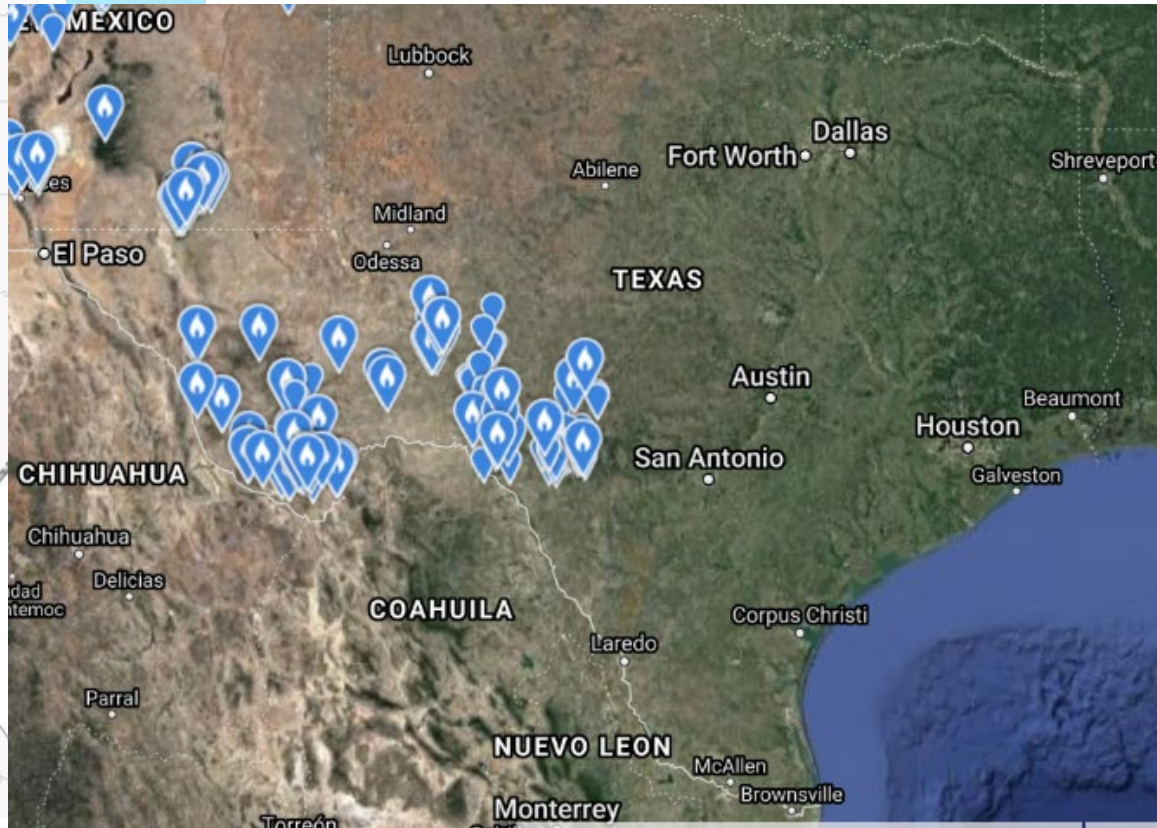 MEXICO
Lubbock
Dallas
Fort Worth
Abilene
Shreveport
Midland
El Paso
Odessa
TEXAS
Austin
Beaumont
Houston
San Antonio
CHIHUAHUA
Galveston
Chihuahua
Delicias
COAHUILA
Corpus Christi
Laredo
Parral
NUEVO LEON
McAllen
Brownsville
Monterrey
Torreón